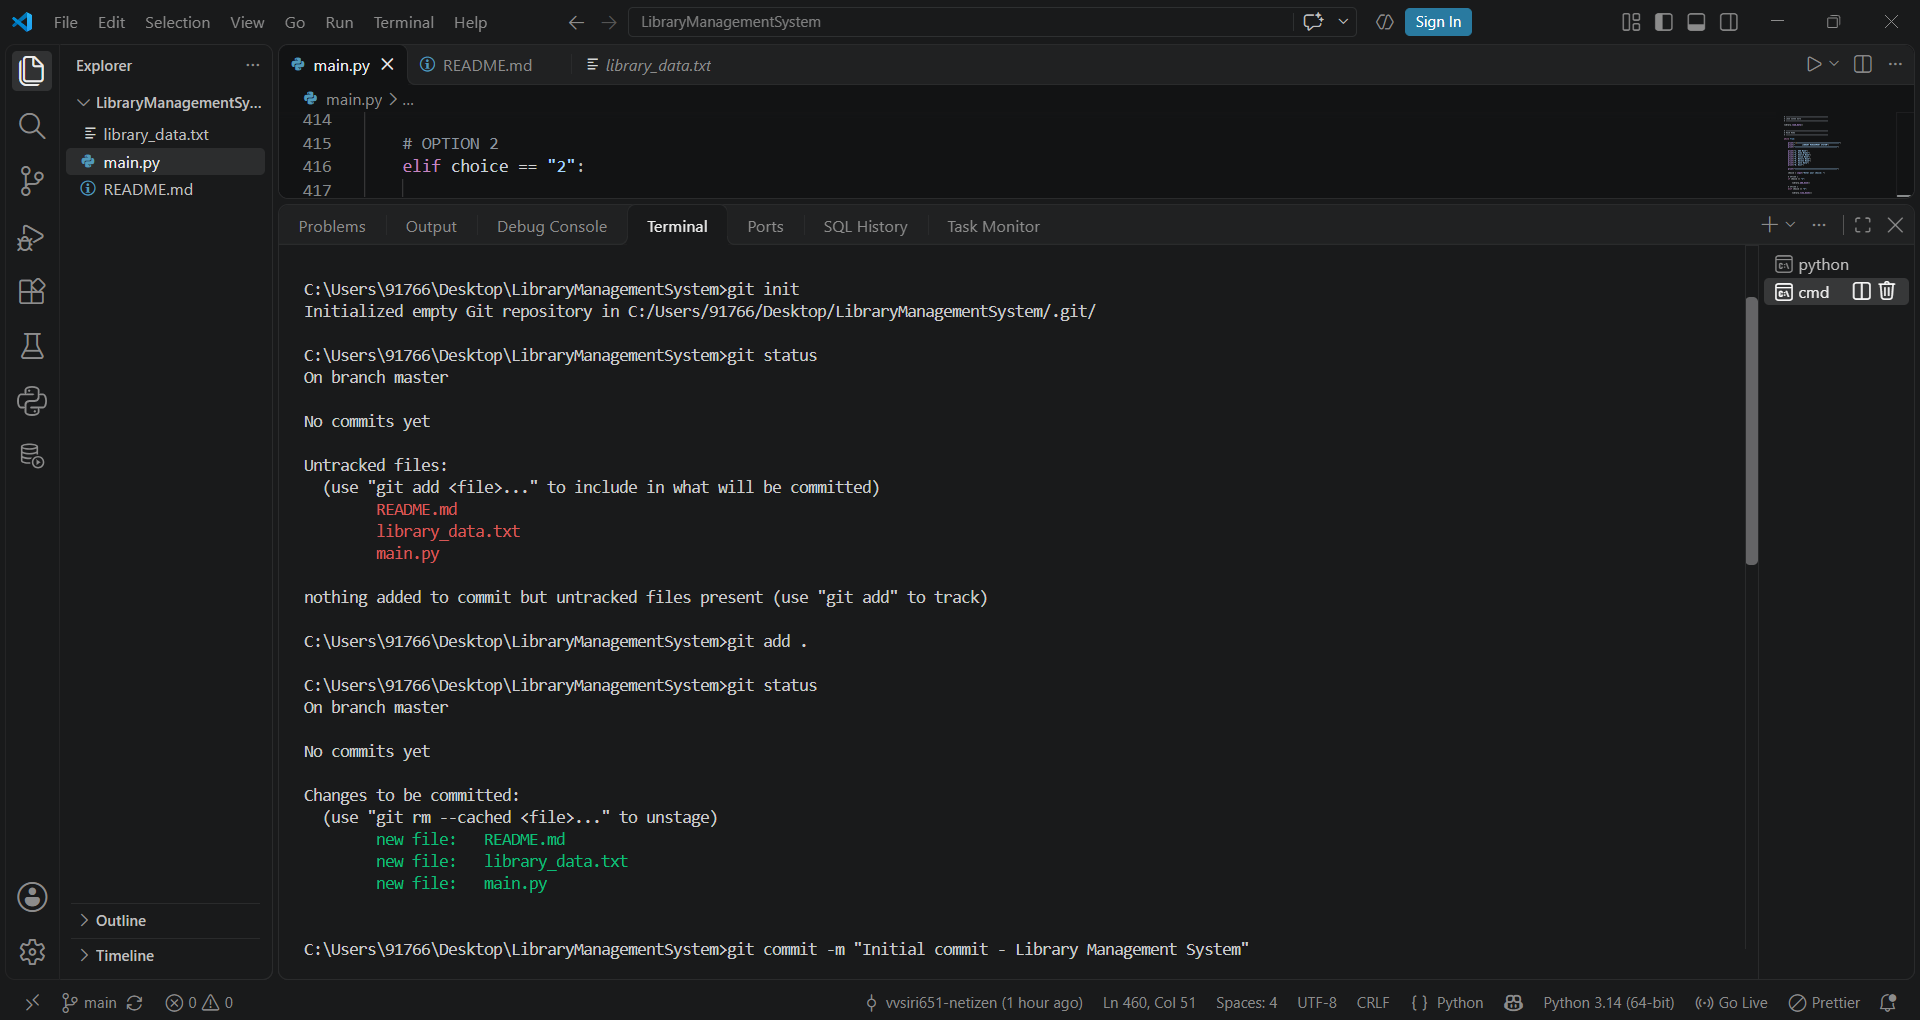 File Edit Selection View Go Run Terminal Help
LibraryManagementSystem
Sign In
Explorer
LibraryManagementSy...
library_data.txt
main.py
README.md
Outline
Timeline
main.py
README.md
library_data.txt
main.py > ...
414
415 # OPTION 2
416 elif choice == "2":
417
Problems Output Debug Console Terminal Ports SQL History Task Monitor
C:\Users\91766\Desktop\LibraryManagementSystem>git init
Initialized empty Git repository in C:/Users/91766/Desktop/LibraryManagementSystem/.git/
C:\Users\91766\Desktop\LibraryManagementSystem>git status
On branch master
No commits yet
Untracked files:
(use "git add <file>..." to include in what will be committed)
README.md
library_data.txt
main.py
nothing added to commit but untracked files present (use "git add" to track)
C:\Users\91766\Desktop\LibraryManagementSystem>git add .
C:\Users\91766\Desktop\LibraryManagementSystem>git status
On branch master
No commits yet
Changes to be committed:
(use "git rm --cached <file>..." to unstage)
new file:   README.md
new file:   library_data.txt
new file:   main.py
C:\Users\91766\Desktop\LibraryManagementSystem>git commit -m "Initial commit - Library Management System"
python
cmd
main 0 0 vvsiri651-netizen (1 hour ago) Ln 460, Col 51 Spaces: 4 UTF-8 CRLF { } Python Python 3.14 (64-bit) Go Live Prettier